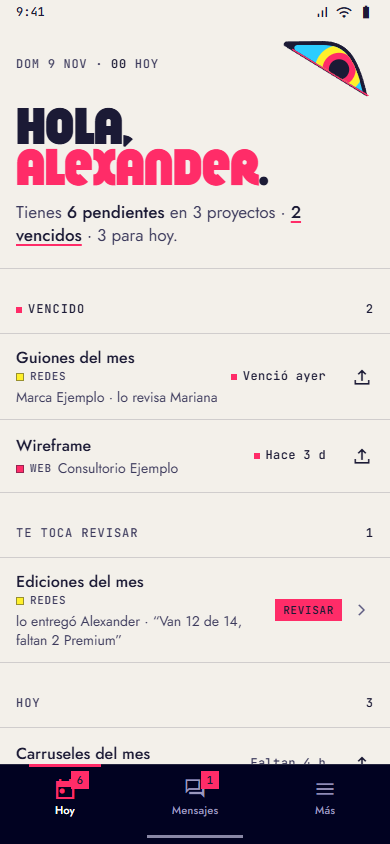 9:41
DOM 9 NOV · 00 HOY
HOLA,
ALEXANDER.
Tienes 6 pendientes en 3 proyectos · 2
vencidos · 3 para hoy.
VENCIDO 2
Guiones del mes
REDES
Venció ayer
Marca Ejemplo · lo revisa Mariana
Wireframe
Hace 3 d
WEB Consultorio Ejemplo
TE TOCA REVISAR 1
Ediciones del mes
REDES
REVISAR
lo entregó Alexander · “Van 12 de 14,
faltan 2 Premium”
HOY 3
Carruseles del mes
Faltan 4 h
6
1
Hoy
Mensajes
Más